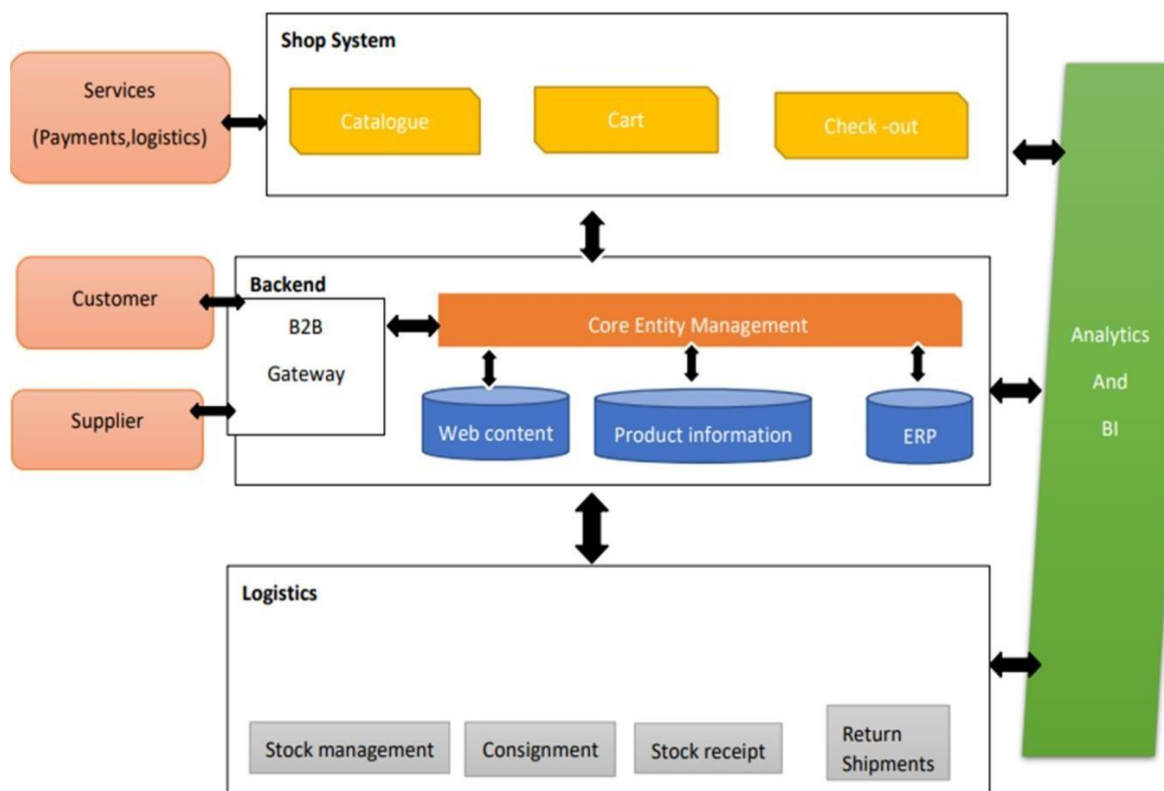 Shop System
Services
(Payments,logistics)
Catalogue
Cart
Check -out
Backend
Customer
B2B
Gateway
Core Entity Management
Supplier
Web content
Product information
ERP
Analytics
And
BI
Logistics
Stock management
Consignment
Stock receipt
Return
Shipments